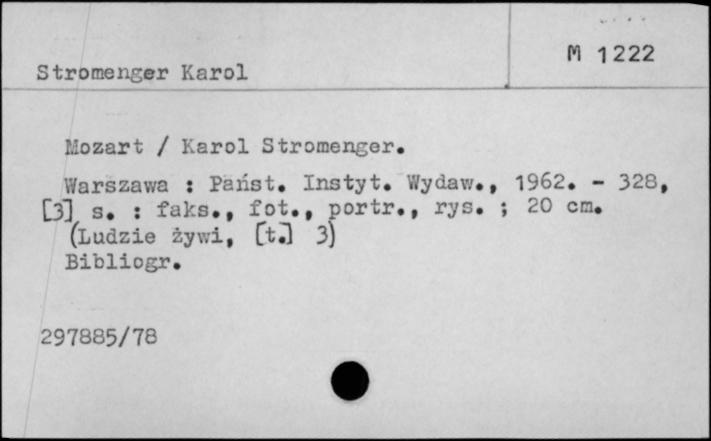 M 1222
Stromenger Karol
Mozart / Karol Stromenger.
Warszawa : Państ. Instyt. Wydaw., 1962. - 328,
[3] s. : faks., fot., portr., rys. ; 20 cm.
(Ludzie żywi, [t.] 3)
Bibliogr.
297885/78